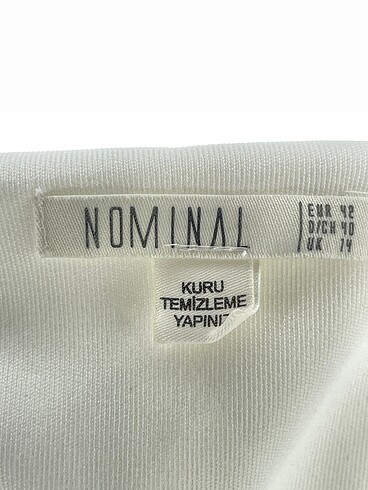 NOMINAL
EUR 42
D/CH 40
UK 14
KURU
TEMİZLEME
YAPINIZ